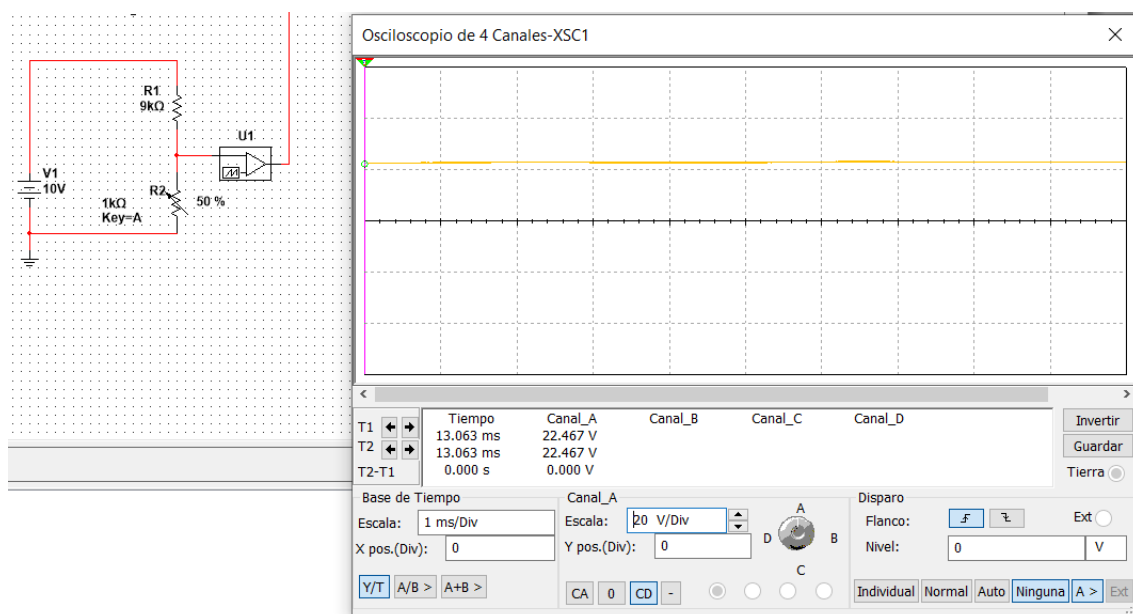 Osciloscopio de 4 Canales-XSC1
R1
9kΩ
U1
V1
10V
R2
1kΩ
Key=A
50 %
T1
T2
T2-T1
Tiempo Canal_A Canal_B Canal_C Canal_D
13.063 ms 22.467 V
13.063 ms 22.467 V
0.000 s 0.000 V
Invertir
Guardar
Tierra
Base de Tiempo
Escala: 1 ms/Div
X pos.(Div): 0
Y/T A/B > A+B >
Canal_A
Escala: 20 V/Div
Y pos.(Div): 0
CA 0 CD -
A
D B
C
Disparo
Flanco: Ext
Nivel: 0 V
Individual Normal Auto Ninguna A > Ext